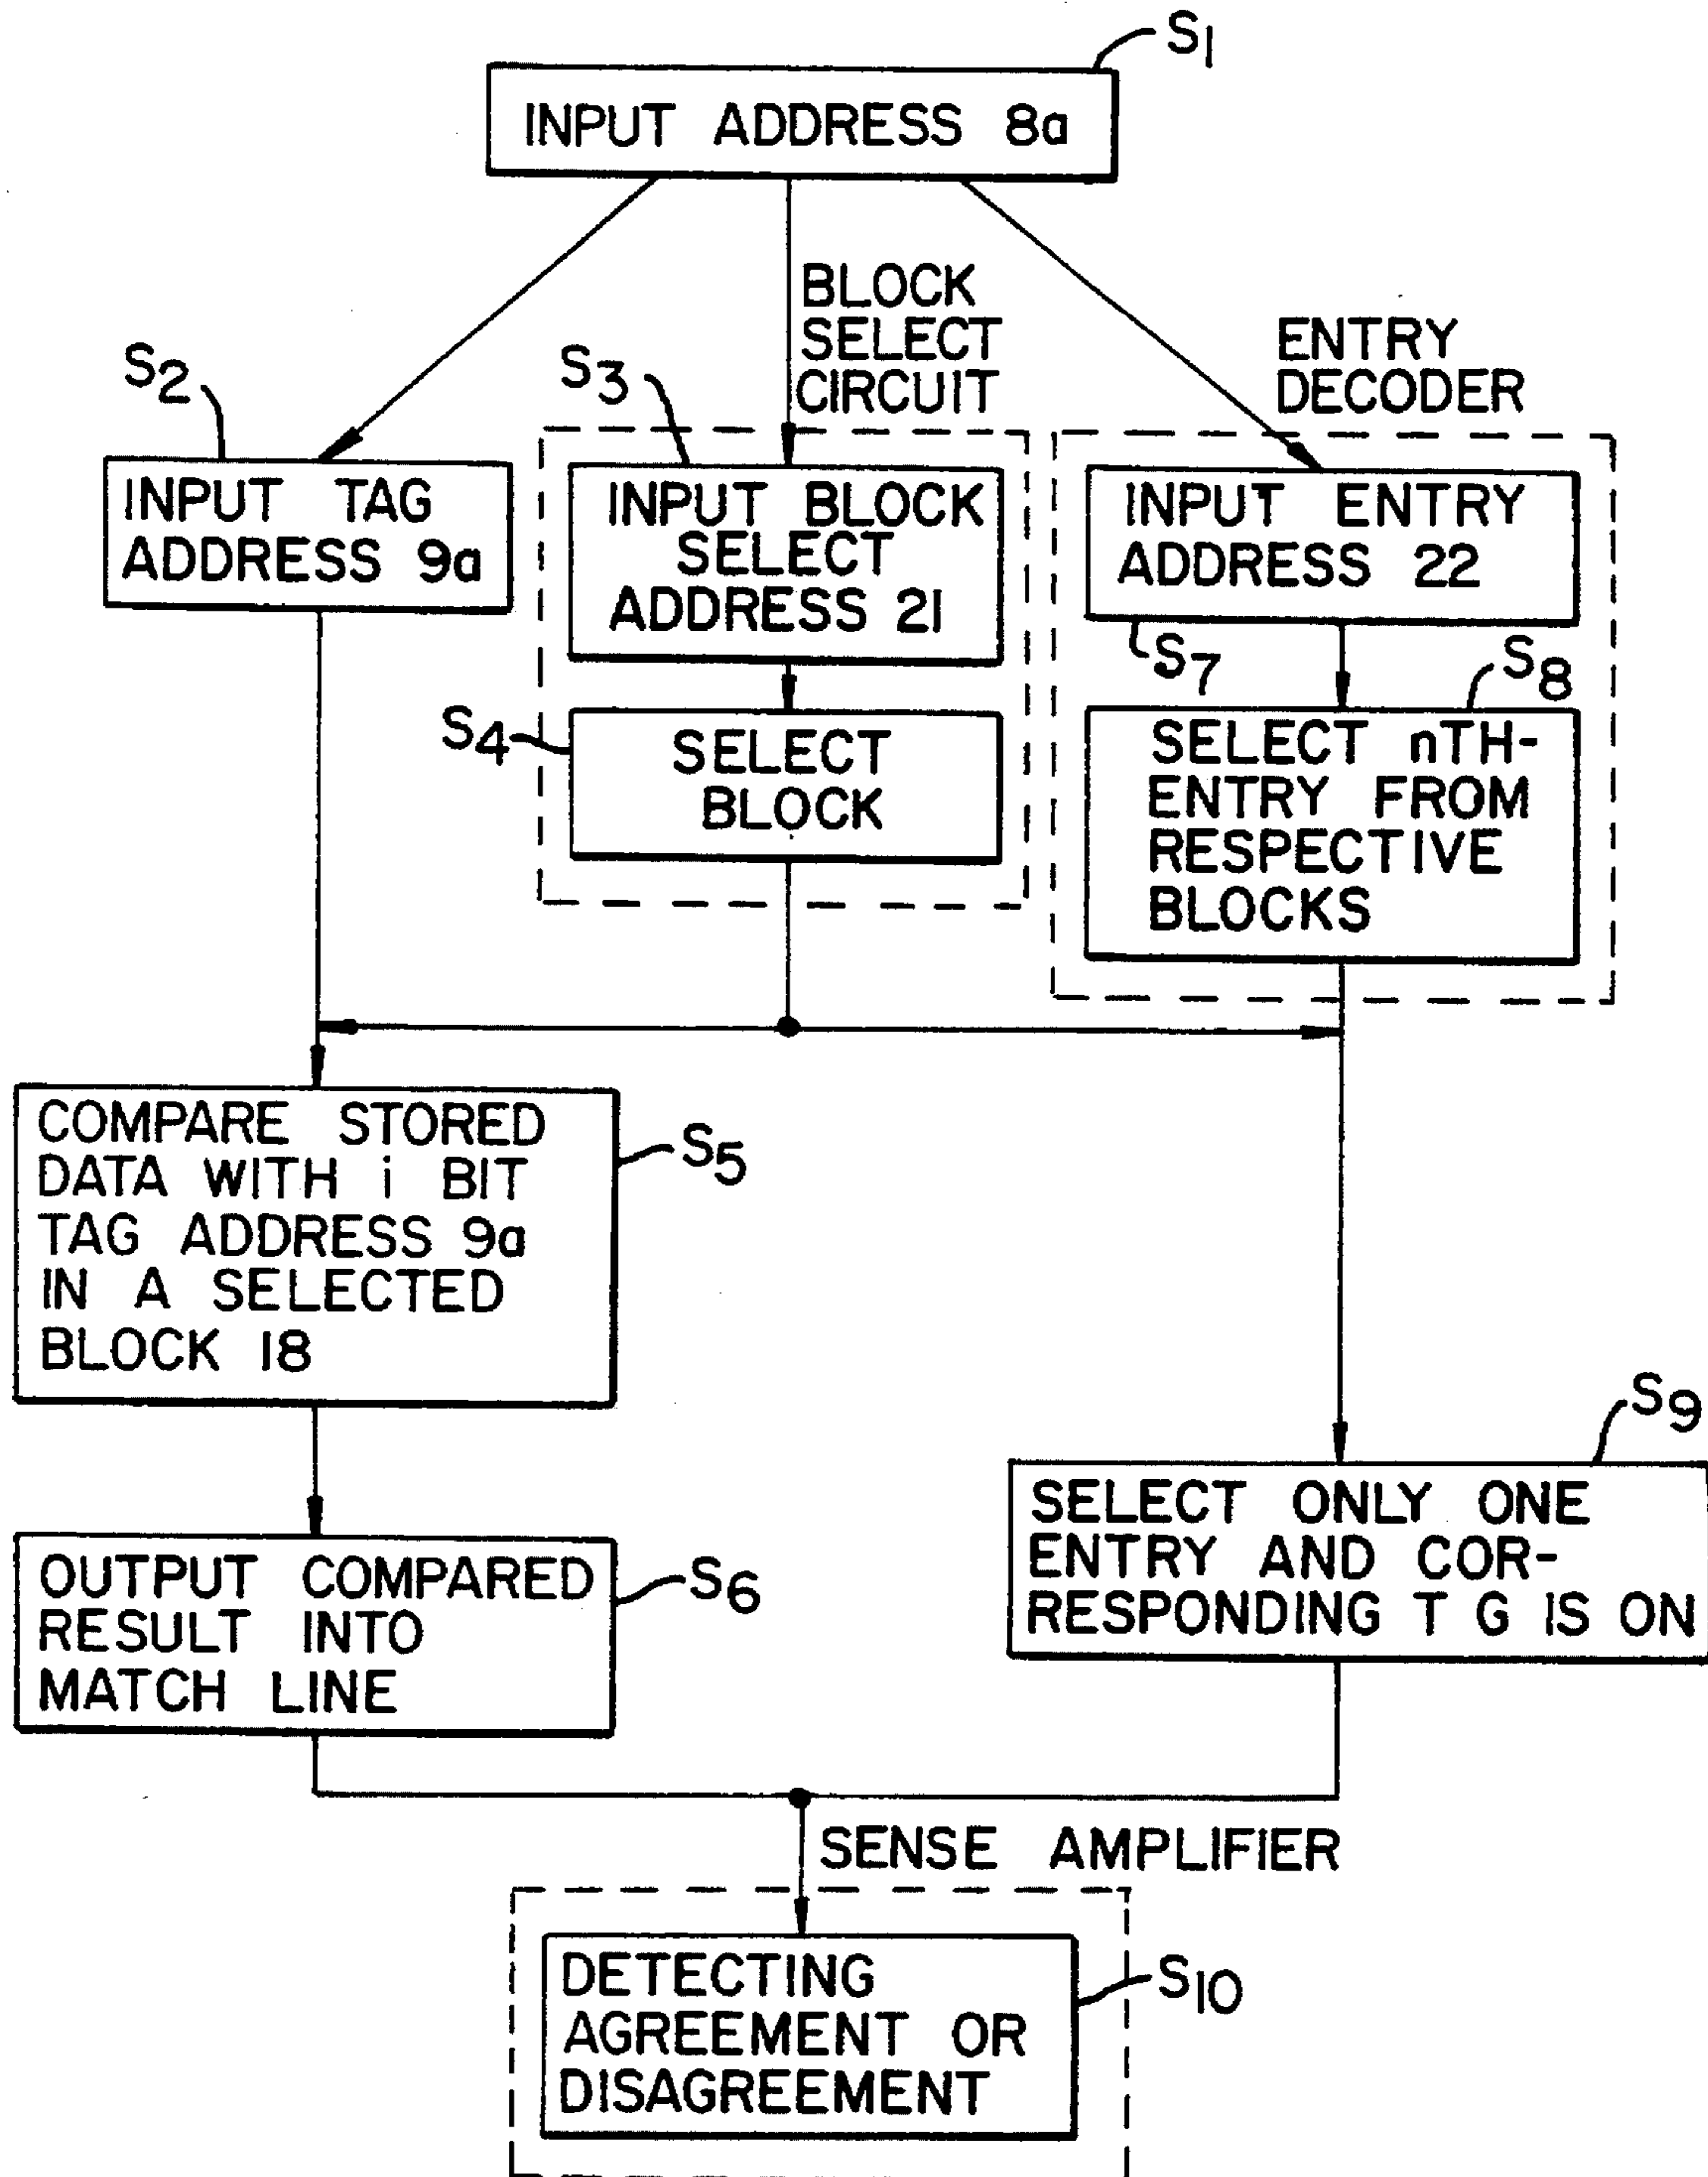 S1
INPUT ADDRESS 8a
BLOCK
SELECT
CIRCUIT
ENTRY
DECODER
S2
INPUT TAG
ADDRESS 9a
S3
INPUT BLOCK
SELECT
ADDRESS 21
S4
SELECT
BLOCK
INPUT ENTRY
ADDRESS 22
S7
S8
SELECT nTH-
ENTRY FROM
RESPECTIVE
BLOCKS
COMPARE STORED
DATA WITH i BIT
TAG ADDRESS 9a
IN A SELECTED
BLOCK 18
S5
OUTPUT COMPARED
RESULT INTO
MATCH LINE
S6
S9
SELECT ONLY ONE
ENTRY AND COR-
RESPONDING T G IS ON
SENSE AMPLIFIER
DETECTING
AGREEMENT OR
DISAGREEMENT
S10